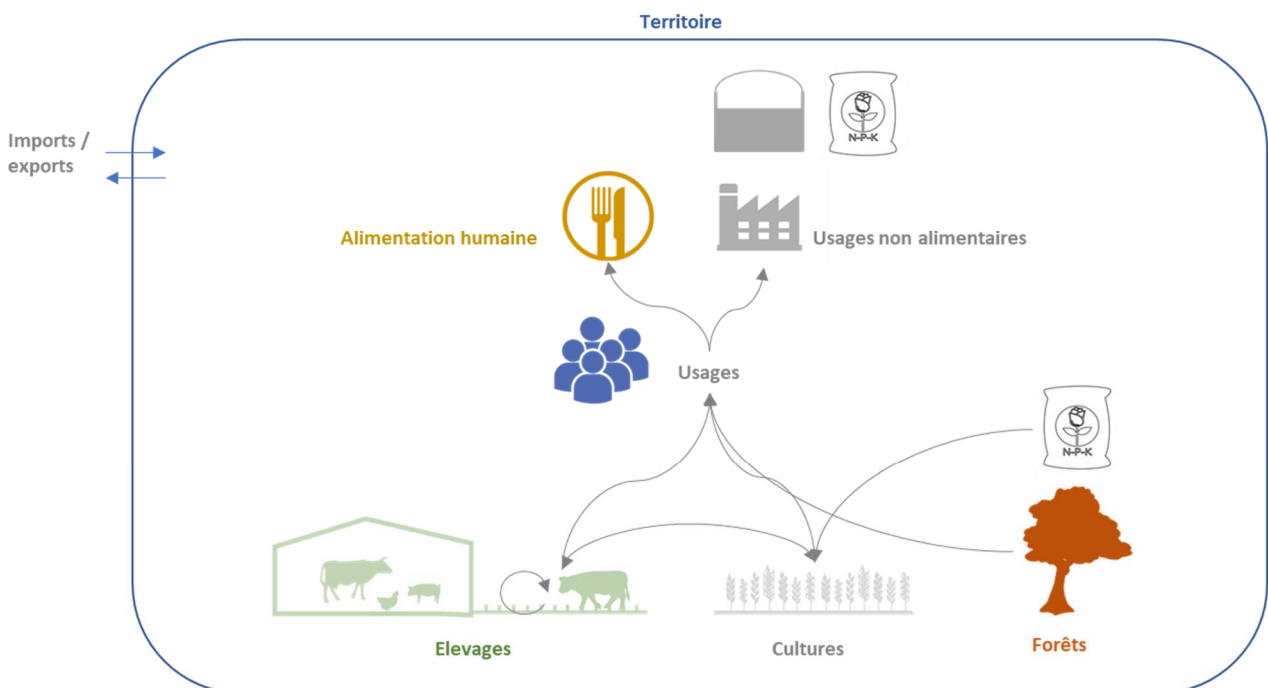 Territoire
Imports /
exports
N-P-K
Alimentation humaine
Usages non alimentaires
Usages
N-P-K
Elevages
Cultures
Forêts